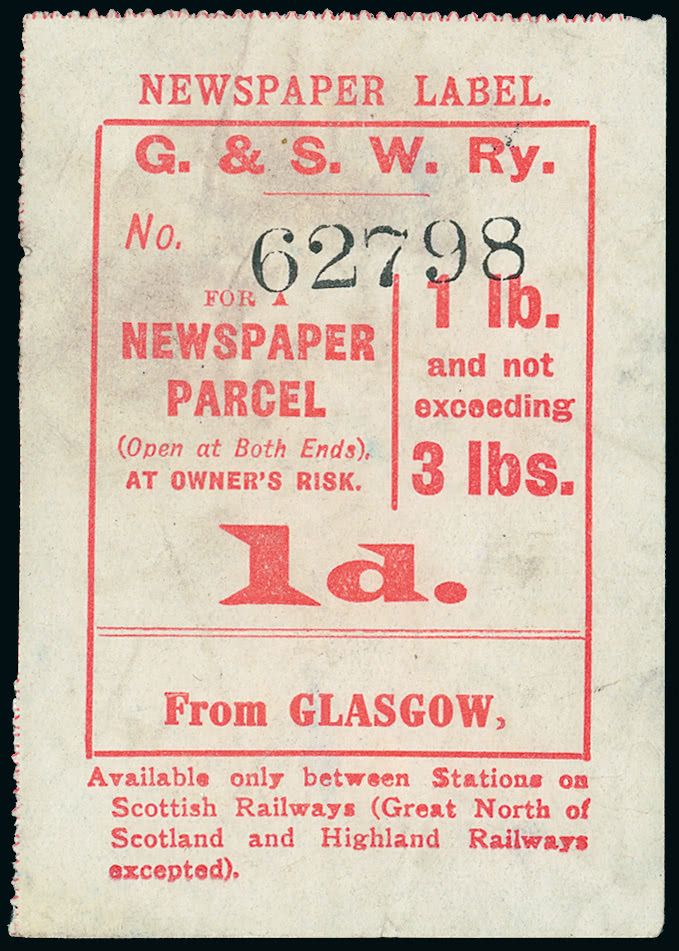 NEWSPAPER LABEL.
G. & S. W. Ry.
No. 62798
FOR A
NEWSPAPER
PARCEL
(Open at Both Ends),
AT OWNER'S RISK.
1 lb.
and not
exceeding
3 lbs.
1d.
From GLASGOW,
Available only between Stations on
Scottish Railways (Great North of
Scotland and Highland Railways
excepted).